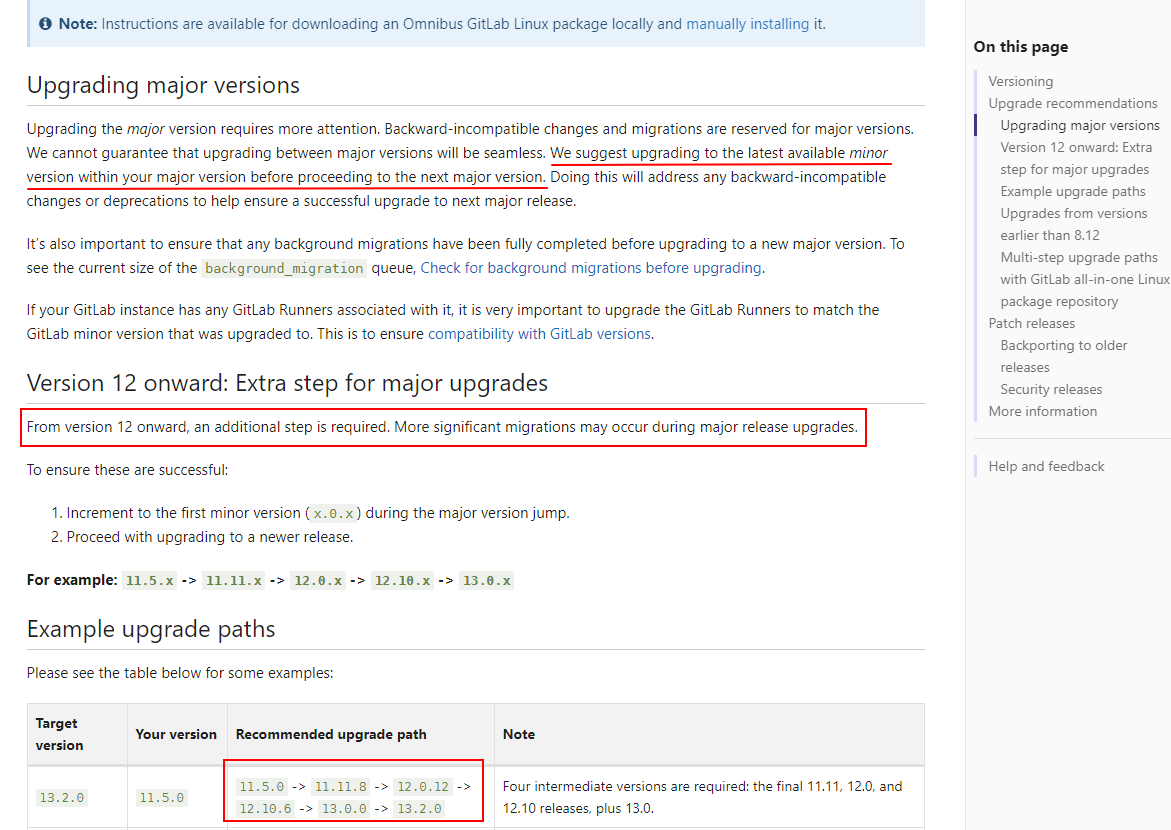 Note: Instructions are available for downloading an Omnibus GitLab Linux package locally and manually installing it.
Upgrading major versions
Upgrading the major version requires more attention. Backward-incompatible changes and migrations are reserved for major versions.
We cannot guarantee that upgrading between major versions will be seamless. We suggest upgrading to the latest available minor
version within your major version before proceeding to the next major version. Doing this will address any backward-incompatible
changes or deprecations to help ensure a successful upgrade to next major release.
It's also important to ensure that any background migrations have been fully completed before upgrading to a new major version. To
see the current size of the background_migration queue, Check for background migrations before upgrading.
If your GitLab instance has any GitLab Runners associated with it, it is very important to upgrade the GitLab Runners to match the
GitLab minor version that was upgraded to. This is to ensure compatibility with GitLab versions.
Version 12 onward: Extra step for major upgrades
From version 12 onward, an additional step is required. More significant migrations may occur during major release upgrades.
To ensure these are successful:
1. Increment to the first minor version (x.0.x) during the major version jump.
2. Proceed with upgrading to a newer release.
For example: 11.5.x -> 11.11.x -> 12.0.x -> 12.10.x -> 13.0.x
Example upgrade paths
Please see the table below for some examples:
Target
version
Your version
Recommended upgrade path
Note
13.2.0
11.5.0
11.5.0 -> 11.11.8 -> 12.0.12 ->
12.10.6 -> 13.0.0 -> 13.2.0
Four intermediate versions are required: the final 11.11, 12.0, and
12.10 releases, plus 13.0.
On this page
Versioning
Upgrade recommendations
Upgrading major versions
Version 12 onward: Extra
step for major upgrades
Example upgrade paths
Upgrades from versions
earlier than 8.12
Multi-step upgrade paths
with GitLab all-in-one Linux
package repository
Patch releases
Backporting to older
releases
Security releases
More information
Help and feedback